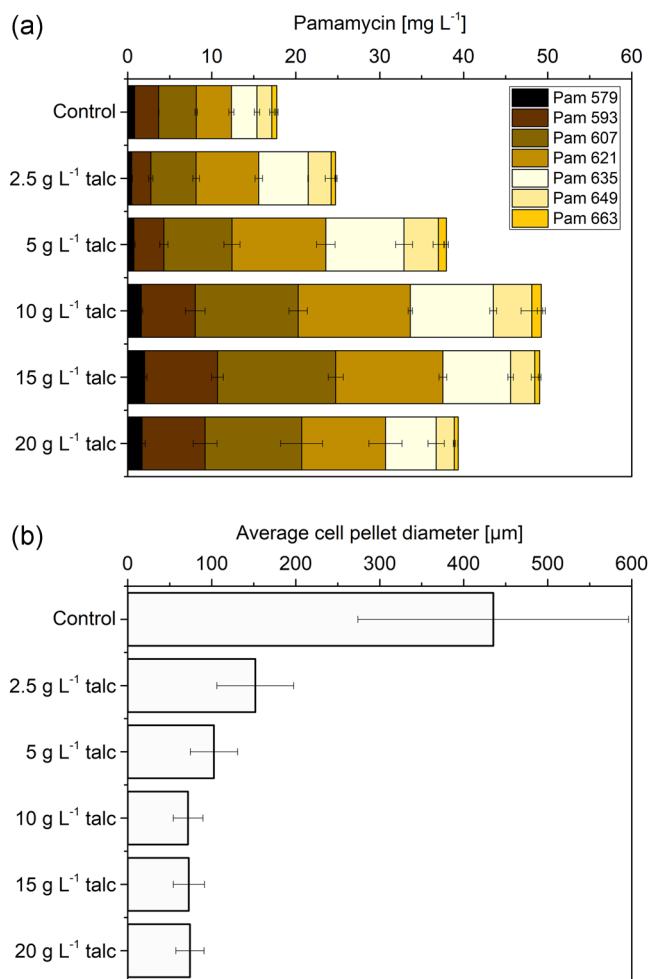 (a)
Pamamycin [mg L⁻¹]
0 10 20 30 40 50 60
Control
2.5 g L⁻¹ talc
5 g L⁻¹ talc
10 g L⁻¹ talc
15 g L⁻¹ talc
20 g L⁻¹ talc
Pam 579
Pam 593
Pam 607
Pam 621
Pam 635
Pam 649
Pam 663
(b)
Average cell pellet diameter [µm]
0 100 200 300 400 500 600
Control
2.5 g L⁻¹ talc
5 g L⁻¹ talc
10 g L⁻¹ talc
15 g L⁻¹ talc
20 g L⁻¹ talc